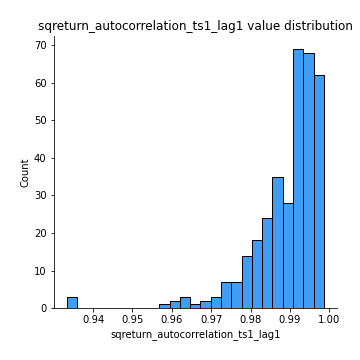 sqreturn_autocorrelation_ts1_lag1 value distribution
70
60
50
40
30
20
10
0
Count
0.94 0.95 0.96 0.97 0.98 0.99 1.00
sqreturn_autocorrelation_ts1_lag1